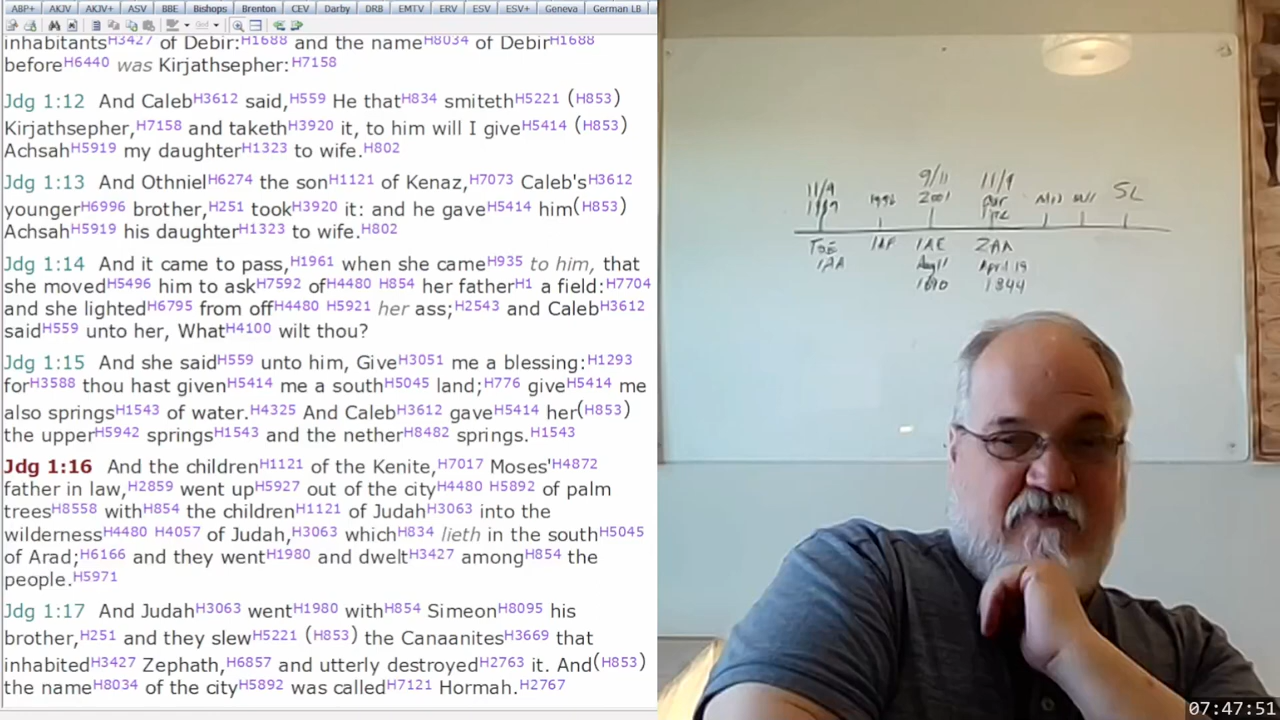 ABP+ AKJV AKJV+ ASV BBE Bishops Brenton CEV Darby DRB EMTV ERV ESV ESV+ Geneva German LB
inhabitantsH3427 of Debir:H1688 and the nameH8034 of DebirH1688
beforeH6440 was Kirjathsepher:H7158
Jdg 1:12 And CalebH3612 said,H559 He thatH834 smitethH5221 (H853)
Kirjathsepher,H7158 and takethH3920 it, to him will I giveH5414 (H853)
AchsahH5919 my daughterH1323 to wife.H802
Jdg 1:13 And OthnielH6274 the sonH1121 of Kenaz,H7073 Caleb'sH3612
youngerH6996 brother,H251 tookH3920 it: and he gaveH5414 him(H853)
AchsahH5919 his daughterH1323 to wife.H802
Jdg 1:14 And it came to pass,H1961 when she cameH935 to him, that
she movedH5496 him to askH7592 ofH4480 H854 her fatherH1 a field:H7704
and she lightedH6795 from offH4480 H5921 her ass;H2543 and CalebH3612
saidH559 unto her, WhatH4100 wilt thou?
Jdg 1:15 And she saidH559 unto him, GiveH3051 me a blessing:H1293
forH3588 thou hast givenH5414 me a southH5045 land;H776 giveH5414 me
also springsH1543 of water.H4325 And CalebH3612 gaveH5414 her(H853)
the upperH5942 springsH1543 and the netherH8482 springs.H1543
Jdg 1:16 And the childrenH1121 of the Kenite,H7017 Moses'H4872
father in law,H2859 went upH5927 out of the cityH4480 H5892 of palm
treesH8558 withH854 the childrenH1121 of JudahH3063 into the
wildernessH4480 H4057 of Judah,H3063 whichH834 lieth in the southH5045
of Arad;H6166 and they wentH1980 and dweltH3427 amongH854 the
people.H5971
Jdg 1:17 And JudahH3063 wentH1980 withH854 SimeonH8095 his
brother,H251 and they slewH5221 (H853) the CanaanitesH3669 that
inhabitedH3427 Zephath,H6857 and utterly destroyedH2763 it. And(H853)
the nameH8034 of the cityH5892 was calledH7121 Hormah.H2767
11/9 9/11 11/9
2001 SL
TOE 1AF 1AE 2AA
1AA Aug 11 April 19
1844
07:47:51